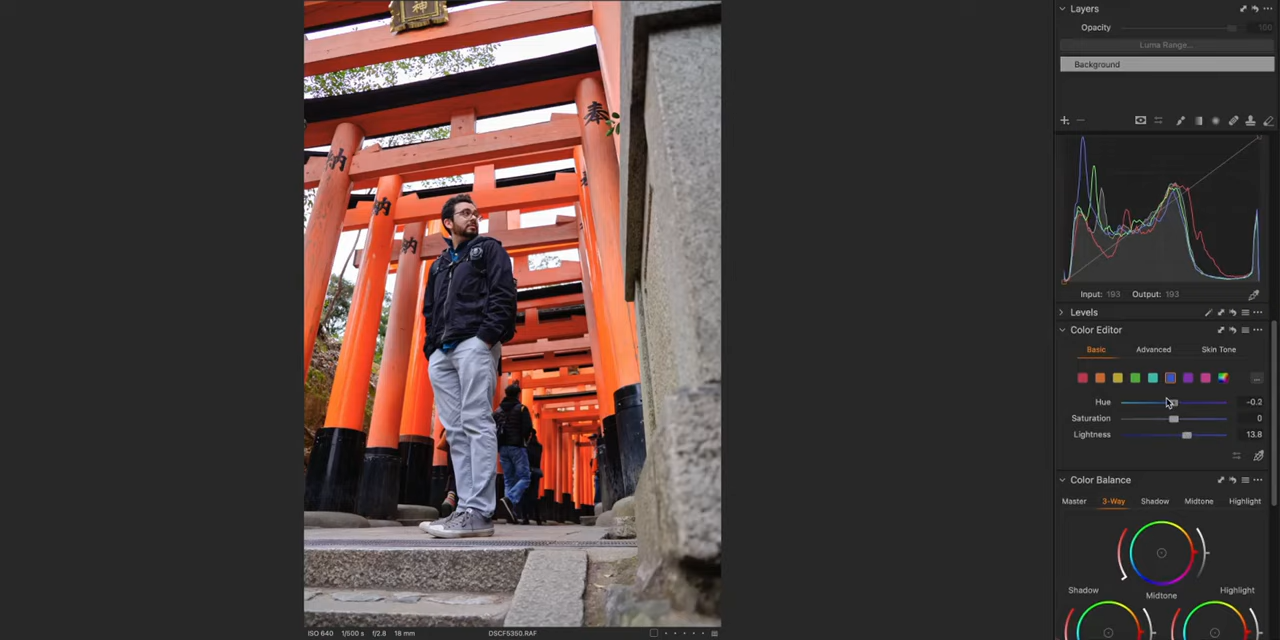 神
奉
納
納
納
ISO 640 1/500 s f/2.8 18 mm
DSCF5350.RAF
Layers
Opacity 100
Luma Range...
Background
Input: 193 Output: 193
Levels
Color Editor
Basic Advanced Skin Tone
...
Hue -0.2
Saturation 0
Lightness 13.8
Color Balance
Master 3-Way Shadow Midtone Highlight
Shadow Midtone Highlight